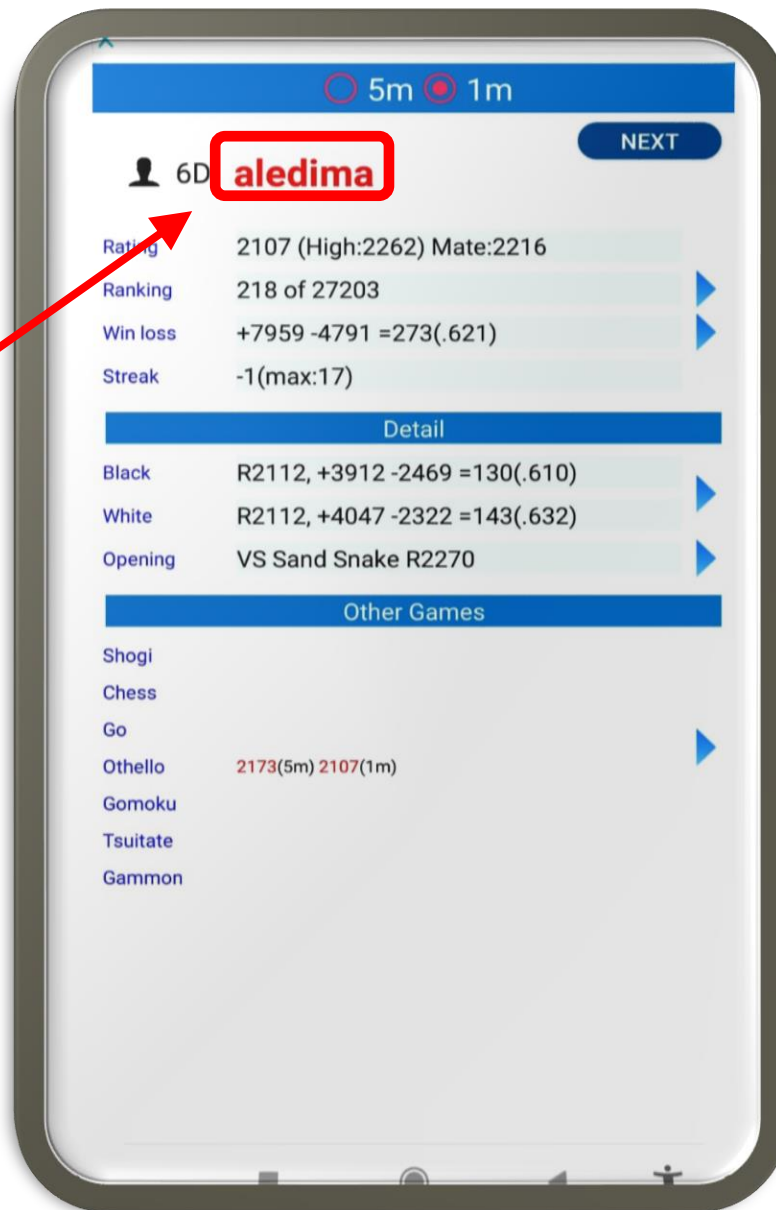 5m 1m
NEXT
6D aledima
Rating 2107 (High:2262) Mate:2216
Ranking 218 of 27203
Win loss +7959 -4791 =273(.621)
Streak -1(max:17)
Detail
Black R2112, +3912 -2469 =130(.610)
White R2112, +4047 -2322 =143(.632)
Opening VS Sand Snake R2270
Other Games
Shogi
Chess
Go
Othello 2173(5m) 2107(1m)
Gomoku
Tsuitate
Gammon